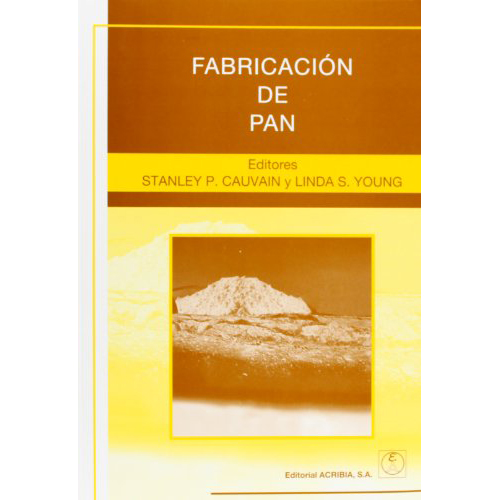 FABRICACIÓN
DE
PAN
Editores
STANLEY P. CAUVAIN y LINDA S. YOUNG
Editorial ACRIBIA, S.A.